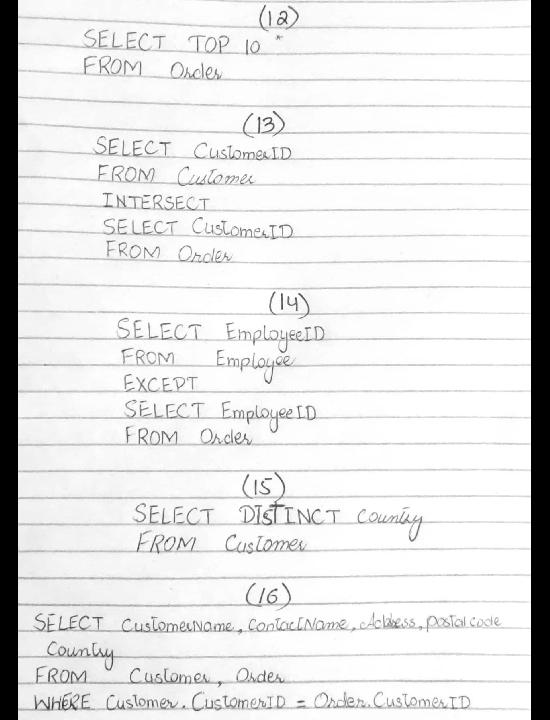 (12)
SELECT TOP 10 *
FROM Order
(13)
SELECT CustomerID
FROM Customer
INTERSECT
SELECT CustomerID
FROM Order
(14)
SELECT EmployeeID
FROM Employee
EXCEPT
SELECT EmployeeID
FROM Order
(15)
SELECT DISTINCT Country
FROM Customer
(16)
SELECT CustomerName, ContactName, Address, postal code
Country
FROM Customer, Order
WHERE Customer.CustomerID = Order.CustomerID